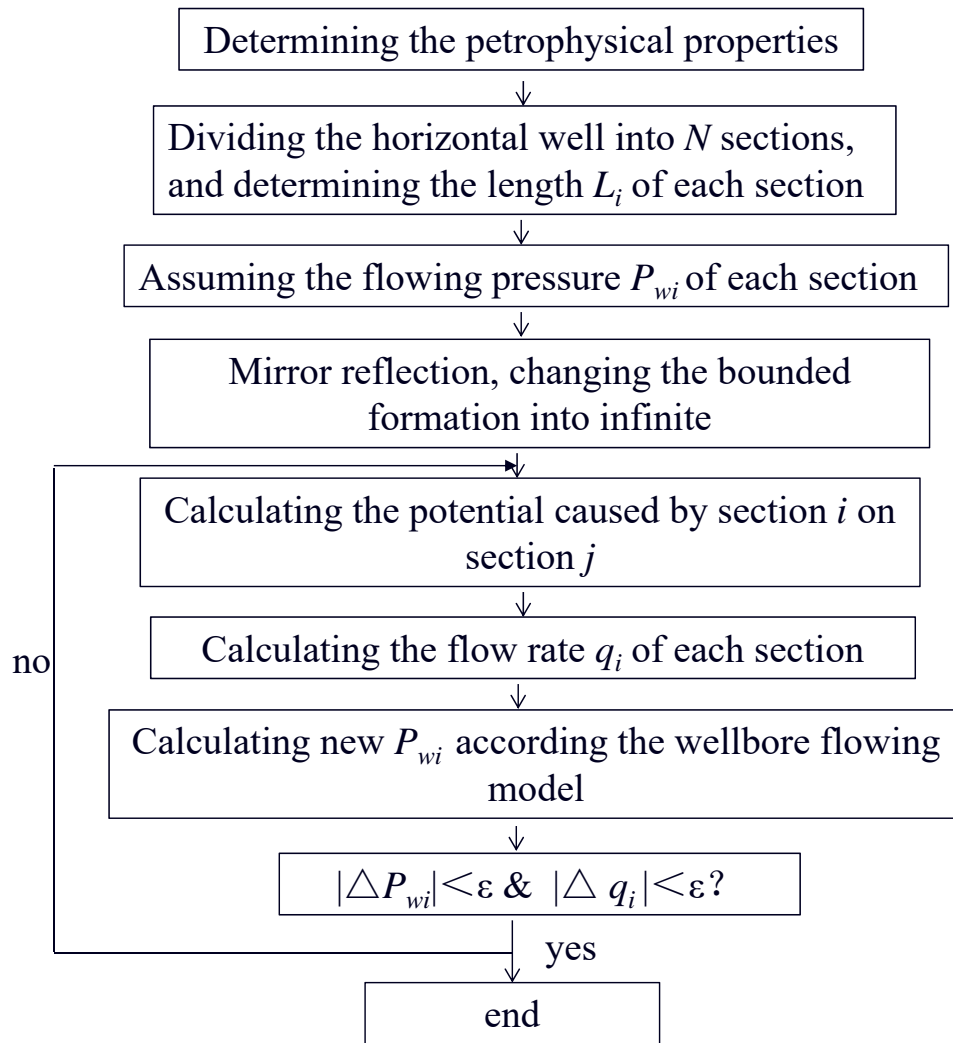 Determining the petrophysical properties
Dividing the horizontal well into N sections,
and determining the length Li of each section
Assuming the flowing pressure Pwi of each section
Mirror reflection, changing the bounded
formation into infinite
Calculating the potential caused by section i on
section j
Calculating the flow rate qi of each section
no
Calculating new Pwi according the wellbore flowing
model
|△Pwi|<ε & |△ qi|<ε?
yes
end